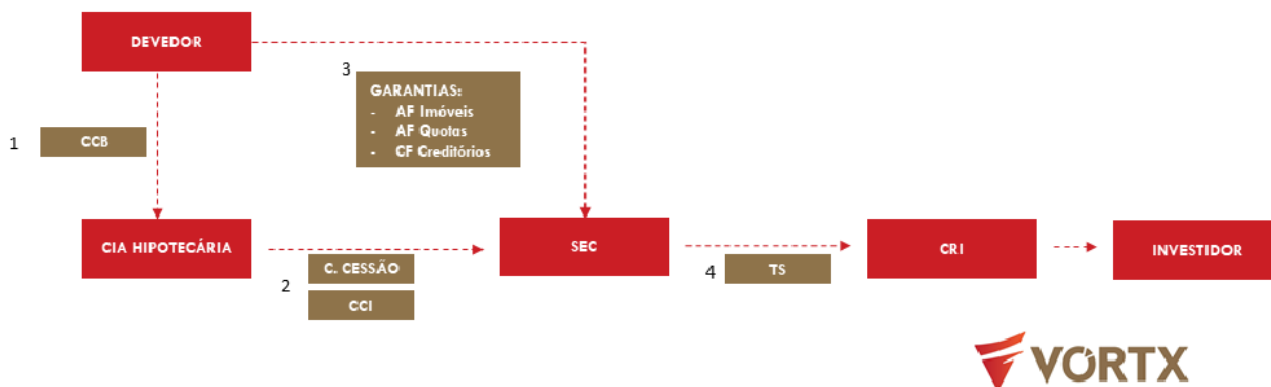 DEVEDOR
3
GARANTIAS:
- AF Imóveis
- AF Quotas
- CF Creditórios
1
CCB
CIA HIPOTECÁRIA
SEC
CRI
INVESTIDOR
C. CESSÃO
2
CCI
4
TS
VÓRTX